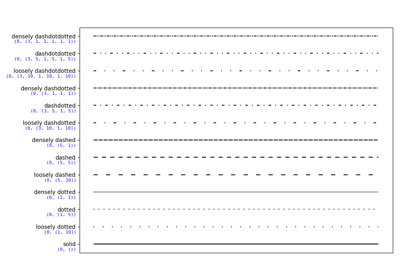 densely dashdotdotted
(0, (3, 1, 1, 1, 1, 1))
dashdotdotted
(0, (3, 5, 1, 5, 1, 5))
loosely dashdotdotted
(0, (3, 10, 1, 10, 1, 10))
densely dashdotted
(0, (3, 1, 1, 1))
dashdotted
(0, (3, 5, 1, 5))
loosely dashdotted
(0, (3, 10, 1, 10))
densely dashed
(0, (5, 1))
dashed
(0, (5, 5))
loosely dashed
(0, (5, 10))
densely dotted
(0, (1, 1))
dotted
(0, (1, 5))
loosely dotted
(0, (1, 10))
solid
(0, ())